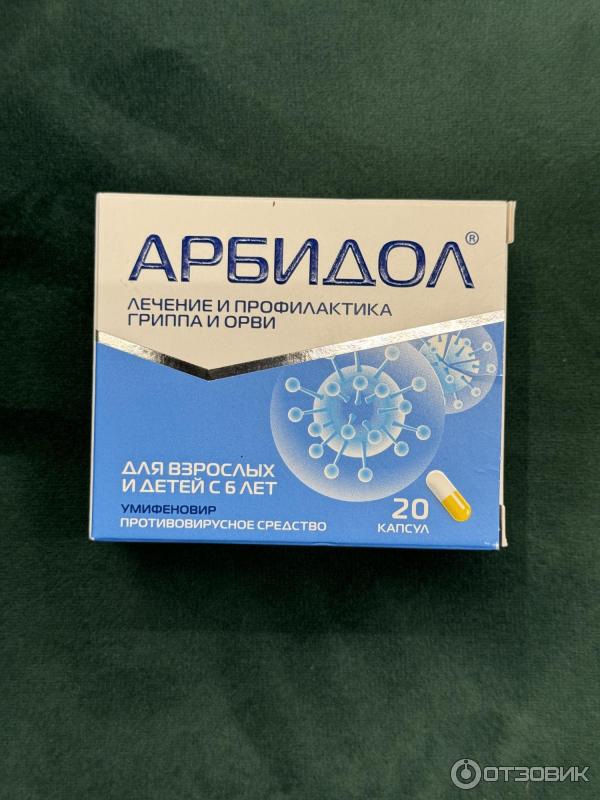 АРБИДОЛ®
ЛЕЧЕНИЕ И ПРОФИЛАКТИКА
ГРИППА И ОРВИ
ДЛЯ ВЗРОСЛЫХ
И ДЕТЕЙ С 6 ЛЕТ
УМИФЕНОВИР
ПРОТИВОВИРУСНОЕ СРЕДСТВО
20
КАПСУЛ
ОТЗОВИК